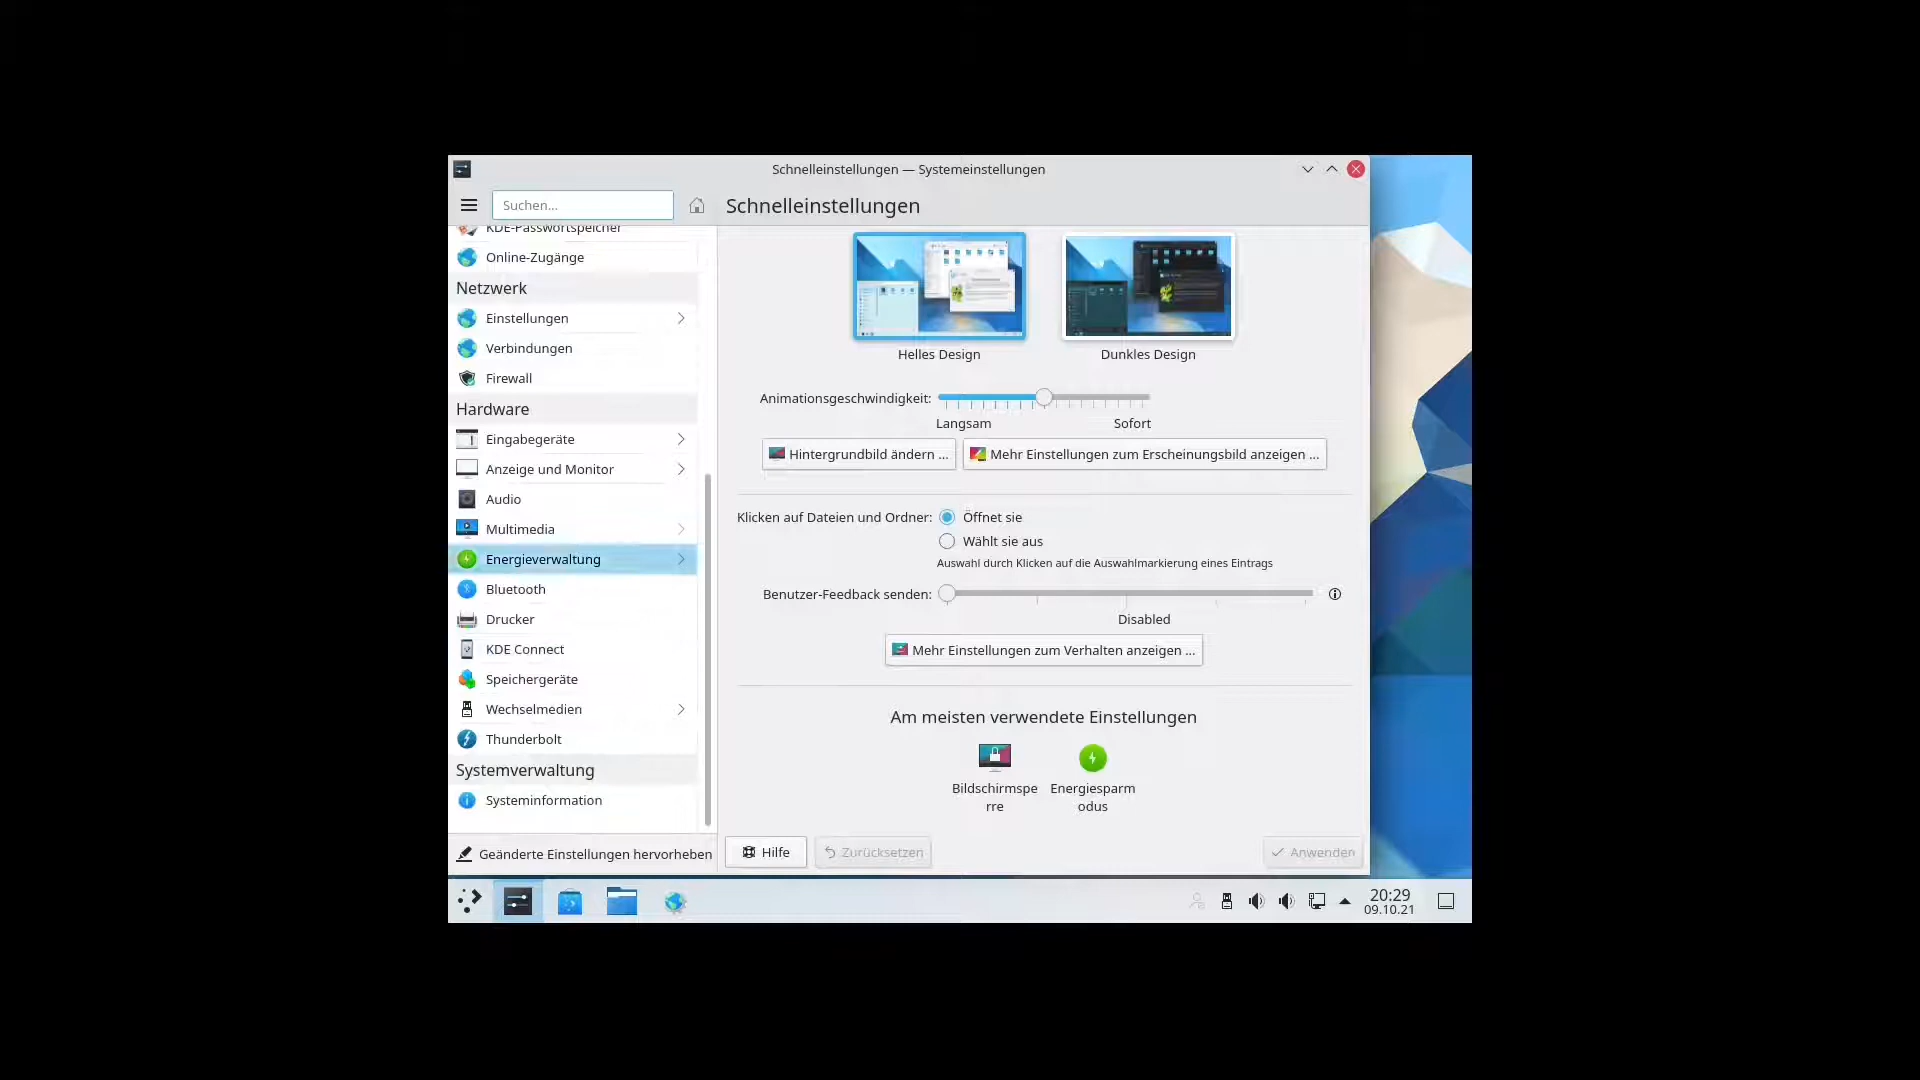 Schnelleinstellungen — Systemeinstellungen
Suchen...
Schnelleinstellungen
KDE-Passwortspeicher
Online-Zugänge
Netzwerk
Einstellungen
Verbindungen
Firewall
Hardware
Eingabegeräte
Anzeige und Monitor
Audio
Multimedia
Energieverwaltung
Bluetooth
Drucker
KDE Connect
Speichergeräte
Wechselmedien
Thunderbolt
Systemverwaltung
Systeminformation
Geänderte Einstellungen hervorheben
Helles Design
Dunkles Design
Animationsgeschwindigkeit:
Langsam
Sofort
Hintergrundbild ändern ...
Mehr Einstellungen zum Erscheinungsbild anzeigen ...
Klicken auf Dateien und Ordner:
Öffnet sie
Wählt sie aus
Auswahl durch Klicken auf die Auswahlmarkierung eines Eintrags
Benutzer-Feedback senden:
Disabled
Mehr Einstellungen zum Verhalten anzeigen ...
Am meisten verwendete Einstellungen
Bildschirmspe
rre
Energiesparm
odus
Hilfe
Zurücksetzen
Anwenden
20:29
09.10.21